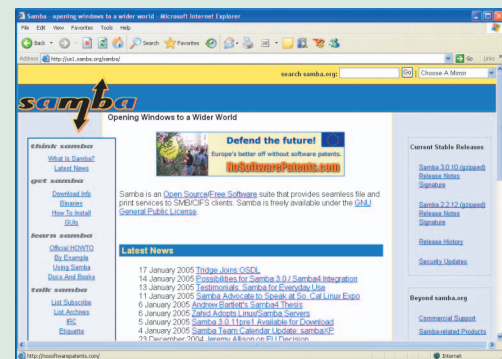 Samba - opening windows to a wider world - Microsoft Internet Explorer
File Edit View Favorites Tools Help
Back Search Favorites
Address http://us1.samba.org/samba/ Go Links
search samba.org: Go Choose A Mirror
samba
Opening Windows to a Wider World
Defend the future!
Europe's better off without software patents.
NoSoftwarePatents.com
think samba
What is Samba?
Latest News
get samba
Download Info
Binaries
How To Install
GUIs
learn samba
Official HOWTO
By Example
Using Samba
Docs And Books
talk samba
List Subscribe
List Archives
IRC
Etiquette
Samba is an Open Source/Free Software suite that provides seamless file and
print services to SMB/CIFS clients. Samba is freely available under the GNU
General Public License.
Latest News
17 January 2005 Tridge Joins OSDL
14 January 2005 Possibilities for Samba 3.0 / Samba4 Integration
13 January 2005 Testimonials: Samba for Everyday Use
11 January 2005 Samba Advocate to Speak at So. Cal Linux Expo
6 January 2005 Andrew Bartlett's Samba4 Thesis
6 January 2005 Zahid Adopts Linux/Samba Servers
5 January 2005 Samba 3.0.11pre1 Available for Download
4 January 2005 Samba Team Calendar Update: sambaXP
23 December 2004 Jeremy Allison on EU Decision
Current Stable Releases
Samba 3.0.10 (gzipped)
Release Notes
Signature
Samba 2.2.12 (gzipped)
Release Notes
Signature
Release History
Security Updates
Beyond samba.org
Commercial Support
Samba-related Products
http://nosoftwarepatents.com/ Internet